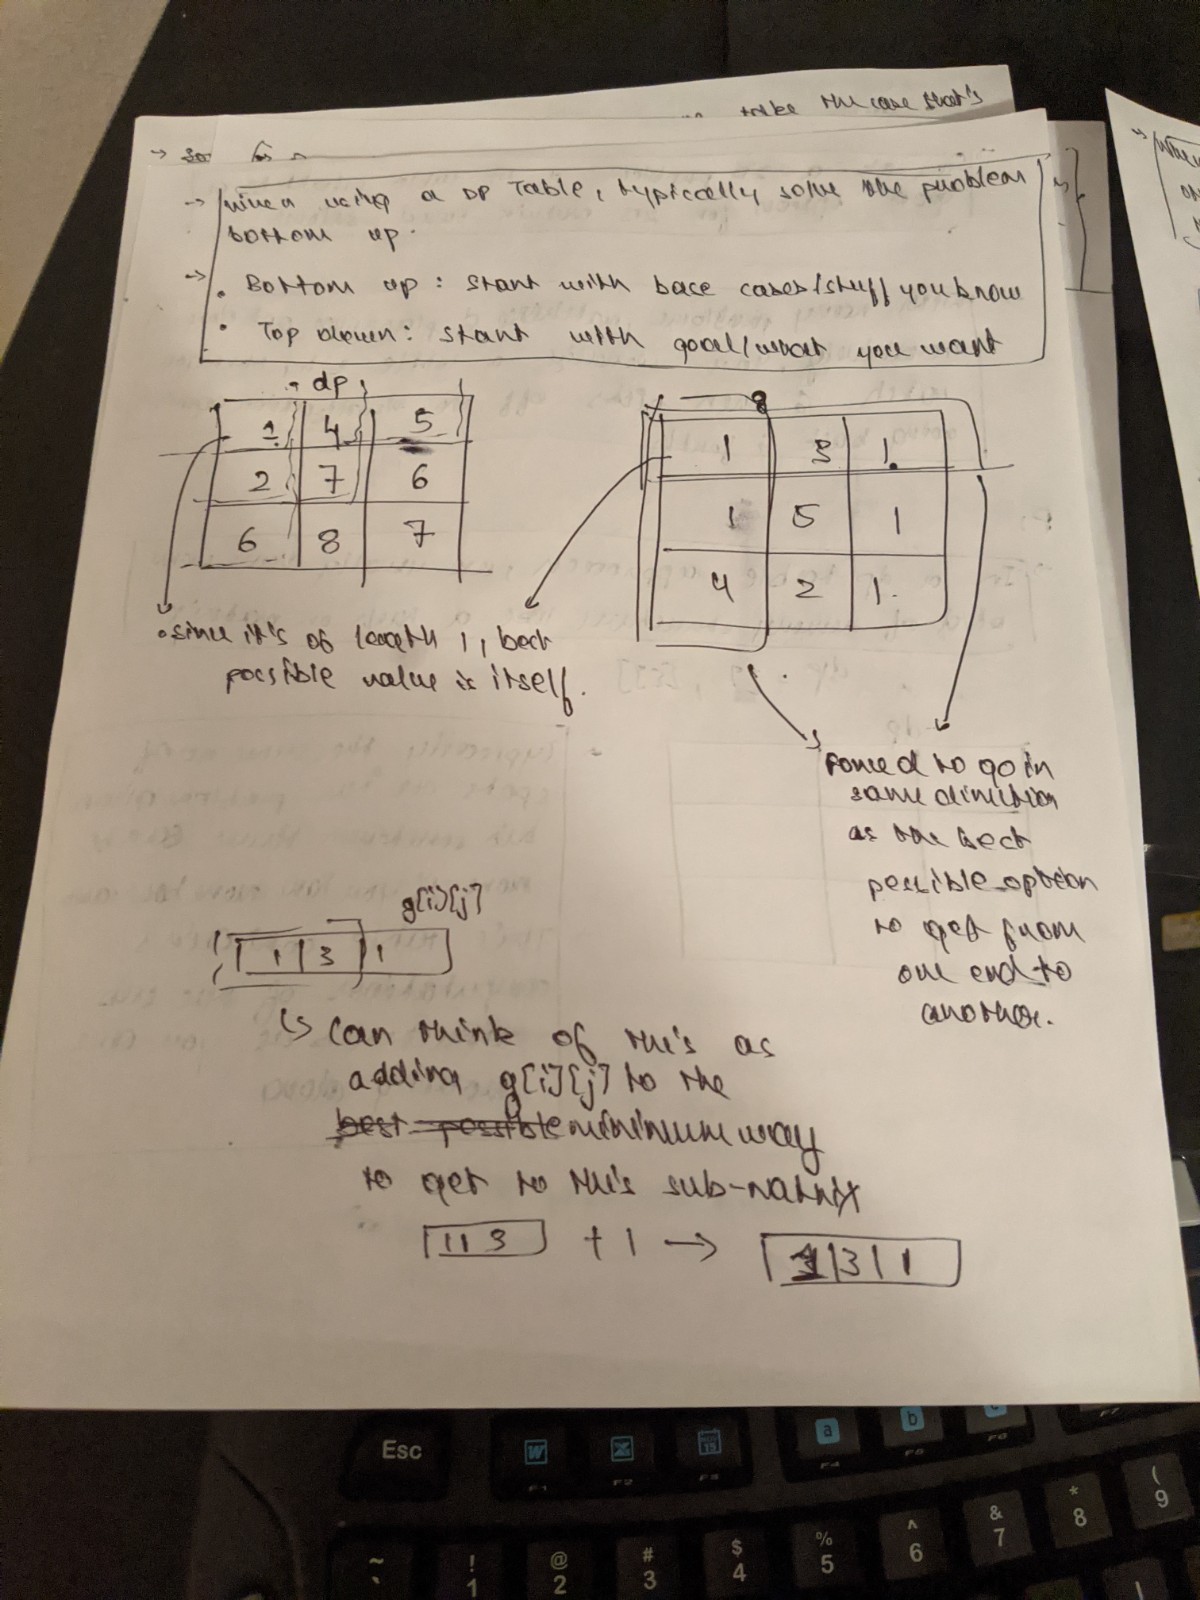 take the case that's
→ when using a DP Table, typically solve the problem
bottom up.
→ • Bottom up : start with base cases/stuff you know
• Top down : start with goal/what you want
dp
1 4 5
2 7 6
6 8 7
g
1 3 1
1 5 1
4 2 1
• since it's of length 1, best
possible value is itself.
Forced to go in
same direction
as the best
possible option
to get from
one end to
another.
g[i][j]
1 | 3 | 1
↳ can think of this as
adding g[i][j] to the
best possible minimum way
to get to this sub-matrix
1 | 3 + 1 → 1 | 3 | 1
Esc
W
F1
F2
F3
a
F4
b
F5
c
F6
F7
~
`
!
1
@
2
#
3
$
4
%
5
^
6
&
7
*
8
(
9